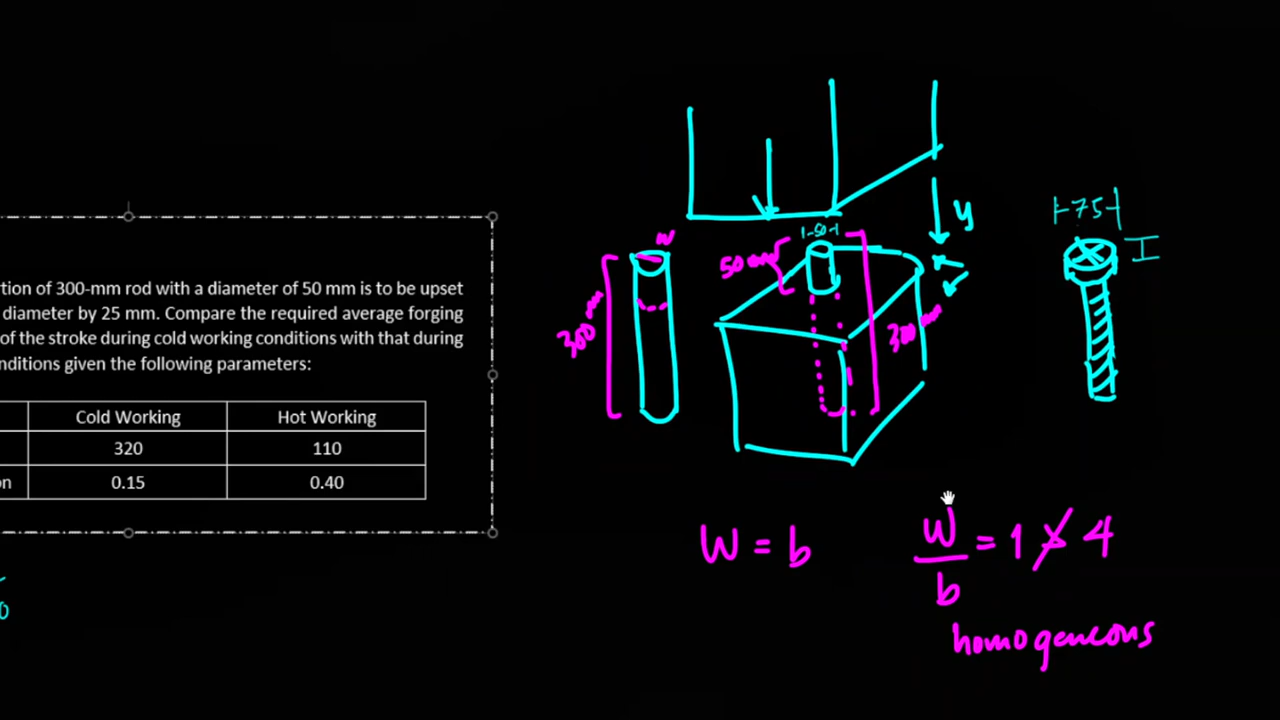 rtion of 300-mm rod with a diameter of 50 mm is to be upset
diameter by 25 mm. Compare the required average forging
of the stroke during cold working conditions with that during
nditions given the following parameters:
Cold Working Hot Working
320 110
on 0.15 0.40
0
W
300 mm
50 mm
50
y
300 mm
75
W = b
W
b
= 1 > 4
homogeneous